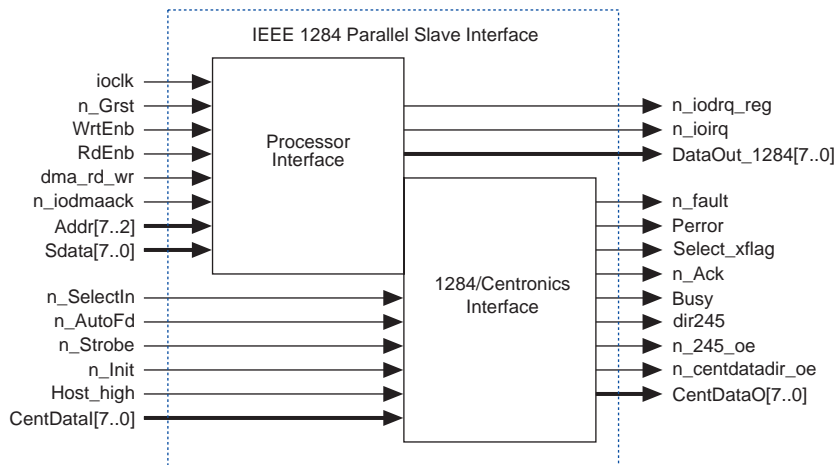 IEEE 1284 Parallel Slave Interface
ioclk
n_Grst
WrtEnb
RdEnb
dma_rd_wr
n_iodmaack
Addr[7..2]
Sdata[7..0]
n_SelectIn
n_AutoFd
n_Strobe
n_Init
Host_high
CentDataI[7..0]
Processor
Interface
1284/Centronics
Interface
n_iodrq_reg
n_ioirq
DataOut_1284[7..0]
n_fault
Perror
Select_xflag
n_Ack
Busy
dir245
n_245_oe
n_centdatadir_oe
CentDataO[7..0]